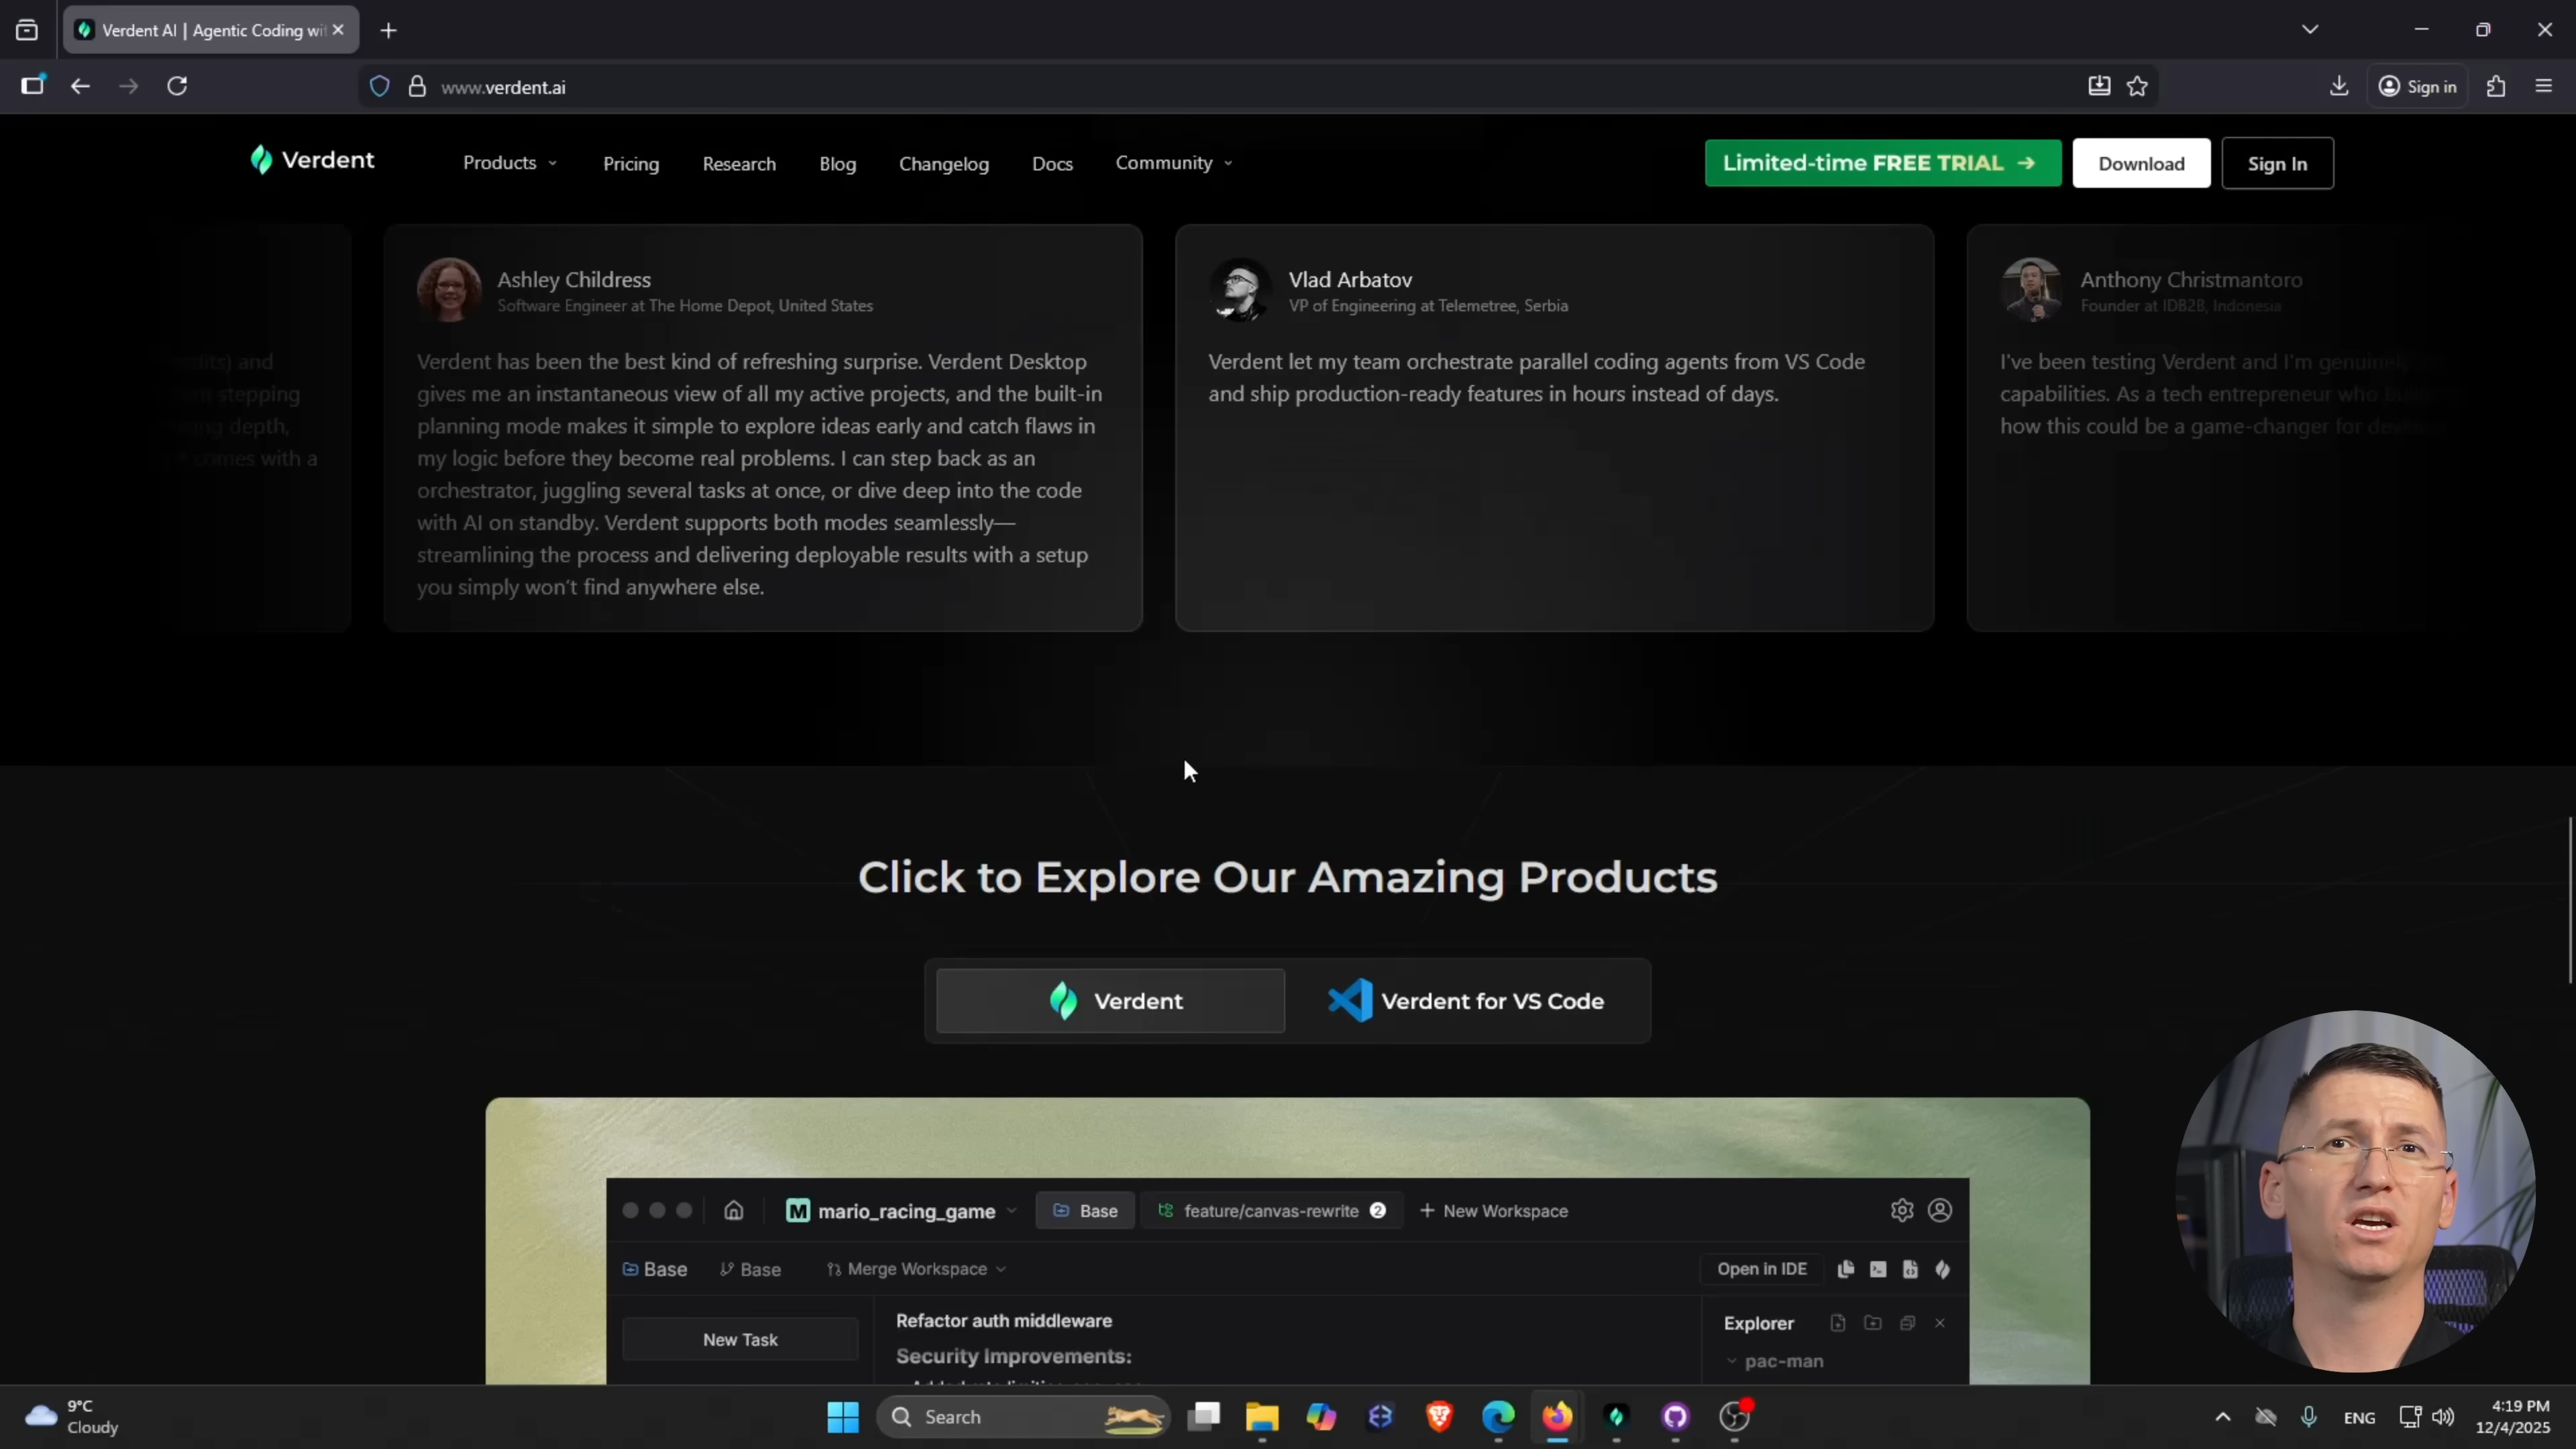 Verdent AI | Agentic Coding wi
www.verdent.ai
Sign in
Verdent
Products
Pricing
Research
Blog
Changelog
Docs
Community
Limited-time FREE TRIAL →
Download
Sign In
and
stepping
depth,
comes with a
Ashley Childress
Software Engineer at The Home Depot, United States
Verdent has been the best kind of refreshing surprise. Verdent Desktop
gives me an instantaneous view of all my active projects, and the built-in
planning mode makes it simple to explore ideas early and catch flaws in
my logic before they become real problems. I can step back as an
orchestrator, juggling several tasks at once, or dive deep into the code
with AI on standby. Verdent supports both modes seamlessly—
streamlining the process and delivering deployable results with a setup
you simply won't find anywhere else.
Vlad Arbatov
VP of Engineering at Telemetree, Serbia
Verdent let my team orchestrate parallel coding agents from VS Code
and ship production-ready features in hours instead of days.
Anthony Christmantoro
Founder at IDB2B, Indonesia
I've been testing Verdent and I'm
capabilities. As a tech entrepreneur who
how this could be a game-changer for
Click to Explore Our Amazing Products
Verdent
Verdent for VS Code
M mario_racing_game
Base
feature/canvas-rewrite 2
+ New Workspace
Base
Base
Merge Workspace
Open in IDE
New Task
Refactor auth middleware
Security Improvements:
Explorer
pac-man
9°C
Cloudy
Search
ENG
4:19 PM
12/4/2025